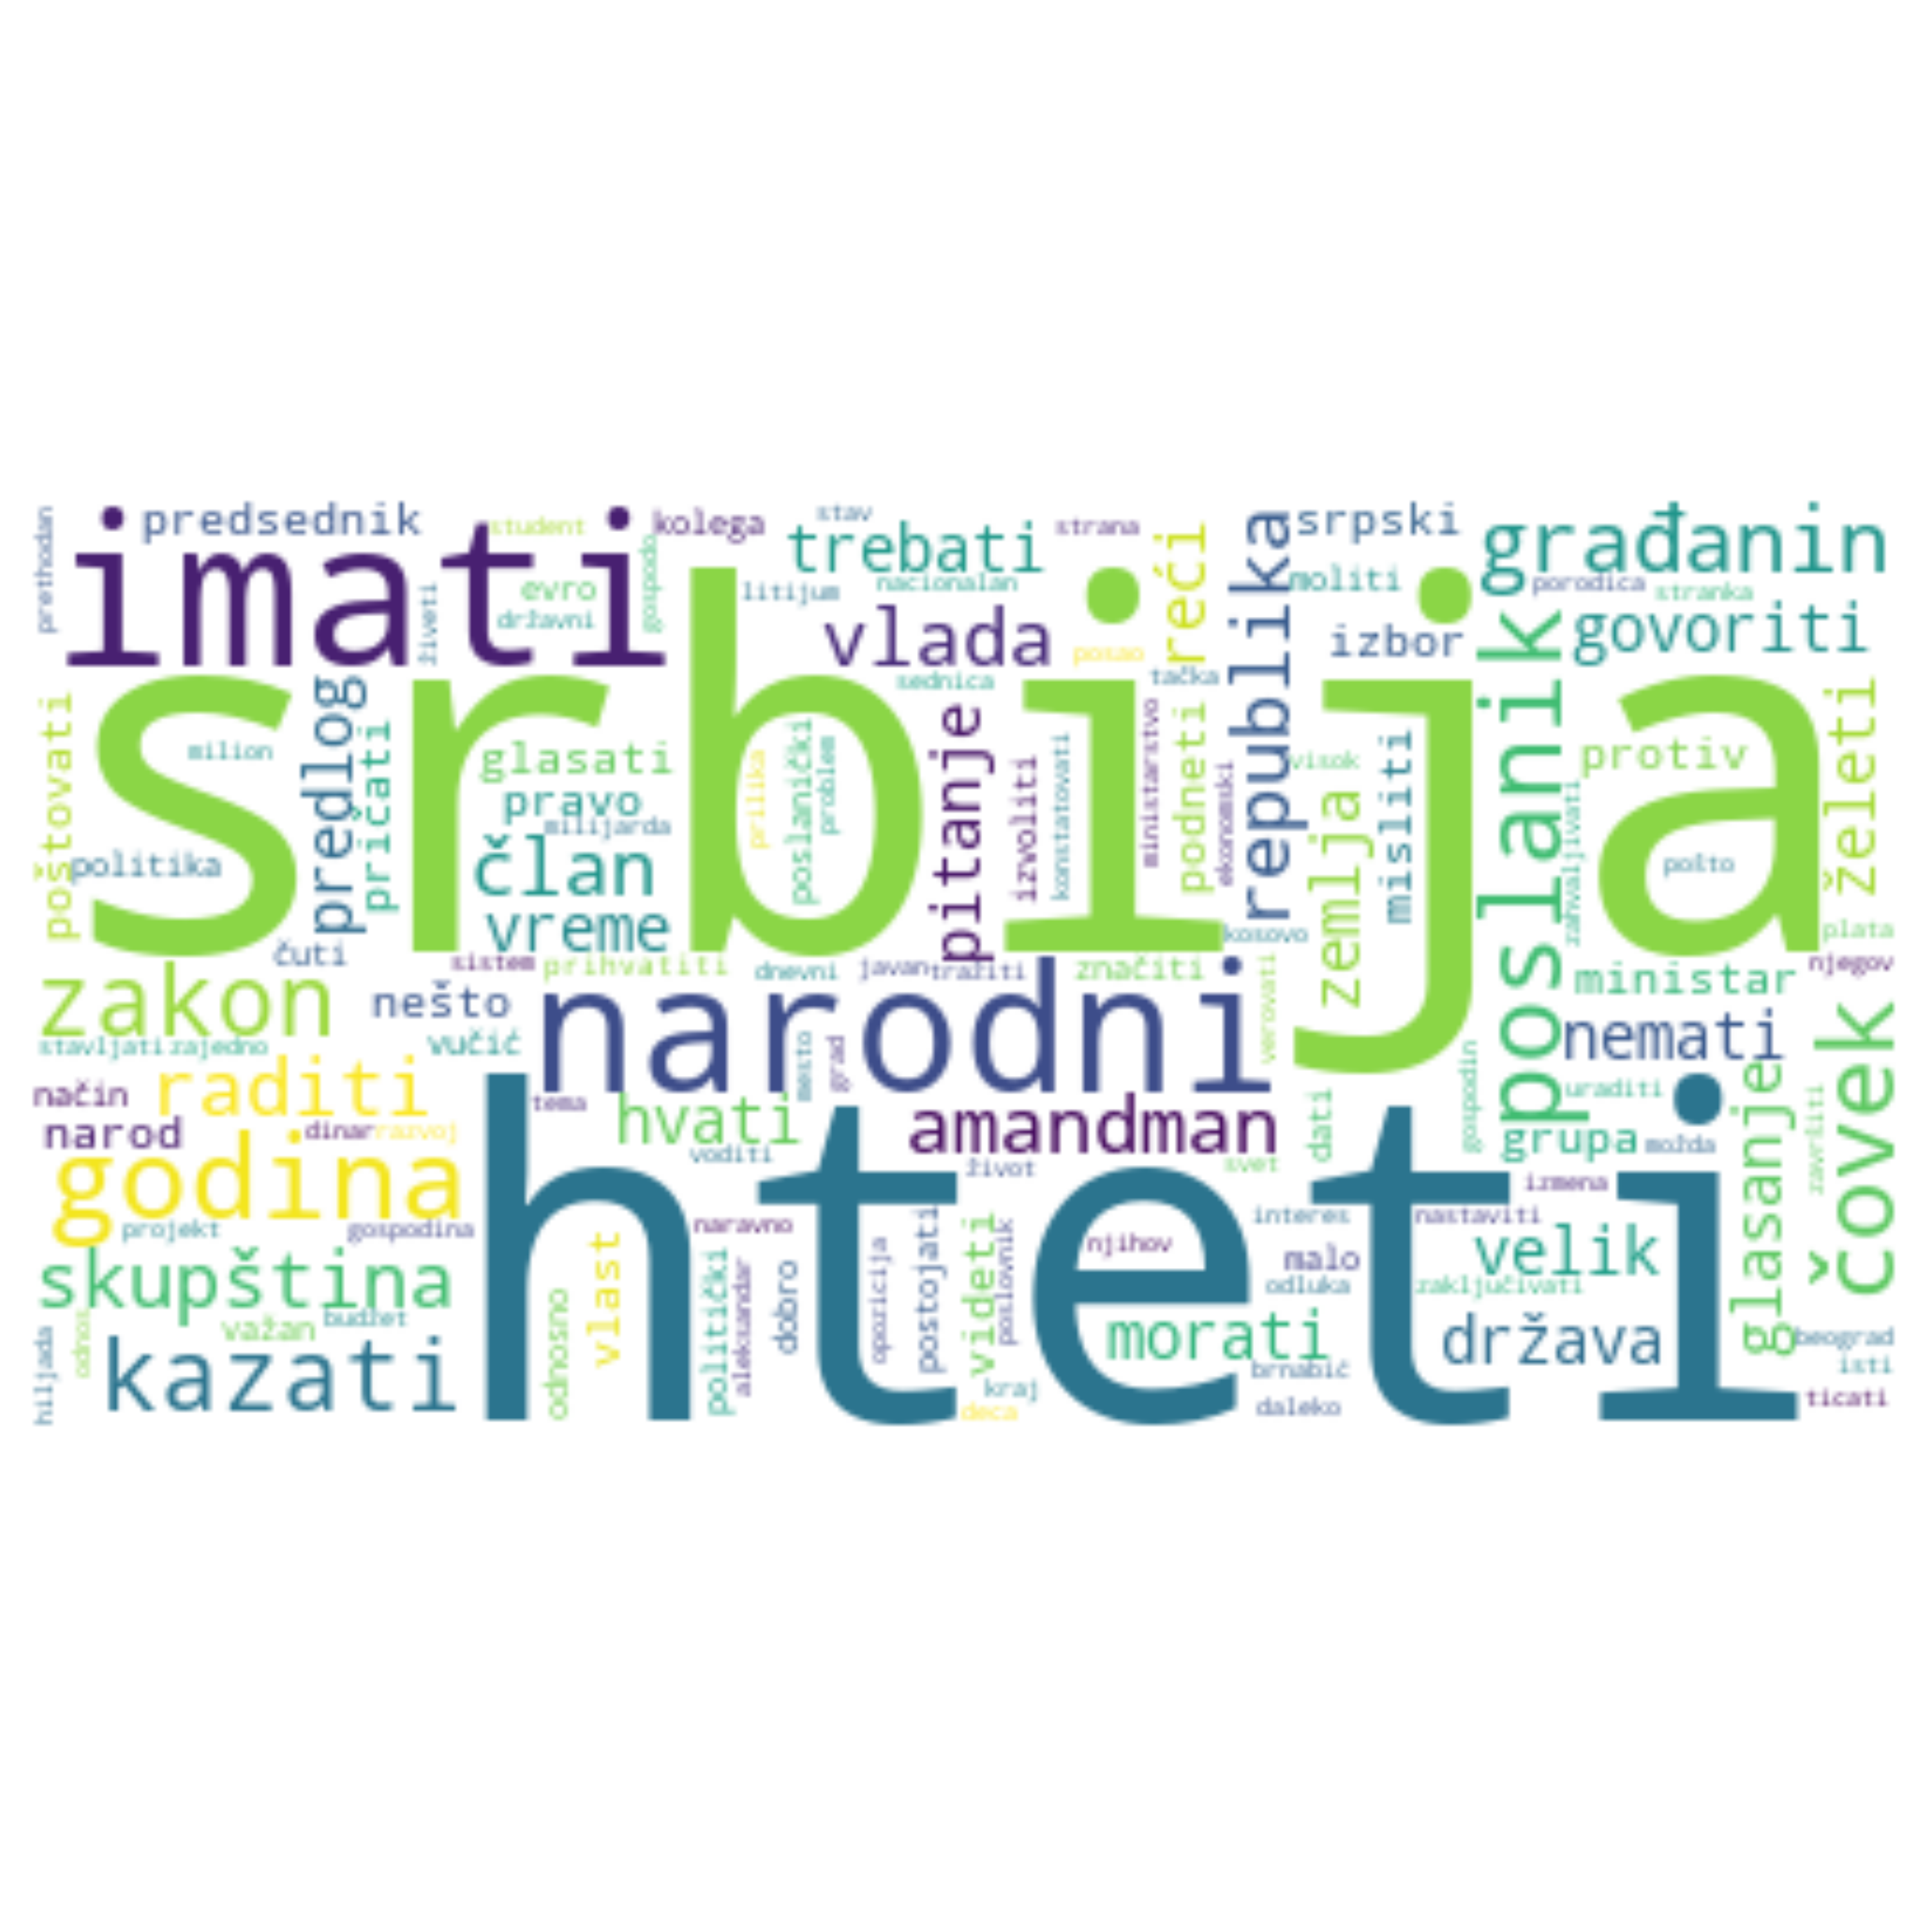 prethodan
predsednik
student
kolega
stav
strana
srpski
građanin
imati
trebati
reći
republika
gospodo
živeti
evro
državni
litijum
nacionalan
moliti
porodica
stranka
vlada
posao
izbor
govoriti
srbija
sednica
tačka
poslanik
poštovati
predlog
pričati
milion
glasati
pravo
milijarda
prilika
poslanički
problem
pitanje
izvoliti
konstatovati
ministarstvo
podneti
ekonomski
visok
zemlja
misliti
protiv
zahvaljivati
želeti
politika
član
vreme
pošto
kosovo
plata
čuti
sistem
prihvatiti
dnevni
javan
tražiti
značiti
ministar
njegov
zakon
nešto
narodni
verovati
nemati
čovek
stavljati
zajedno
vučić
mesto
grad
gospodin
način
raditi
tema
hvati
amandman
dati
uraditi
glasanje
završiti
narod
dinar
razvoj
voditi
život
svet
grupa
možda
godina
hteti
izmena
projekt
gospodina
naravno
interes
nastaviti
skupština
vlast
njihov
malo
velik
odluka
zaključivati
odnosno
politički
aleksandar
dobro
opozicija
postojati
videti
poslovnik
budžet
važan
odnos
hiljada
kazati
morati
država
beograd
isti
brnabić
kraj
deca
daleko
ticati